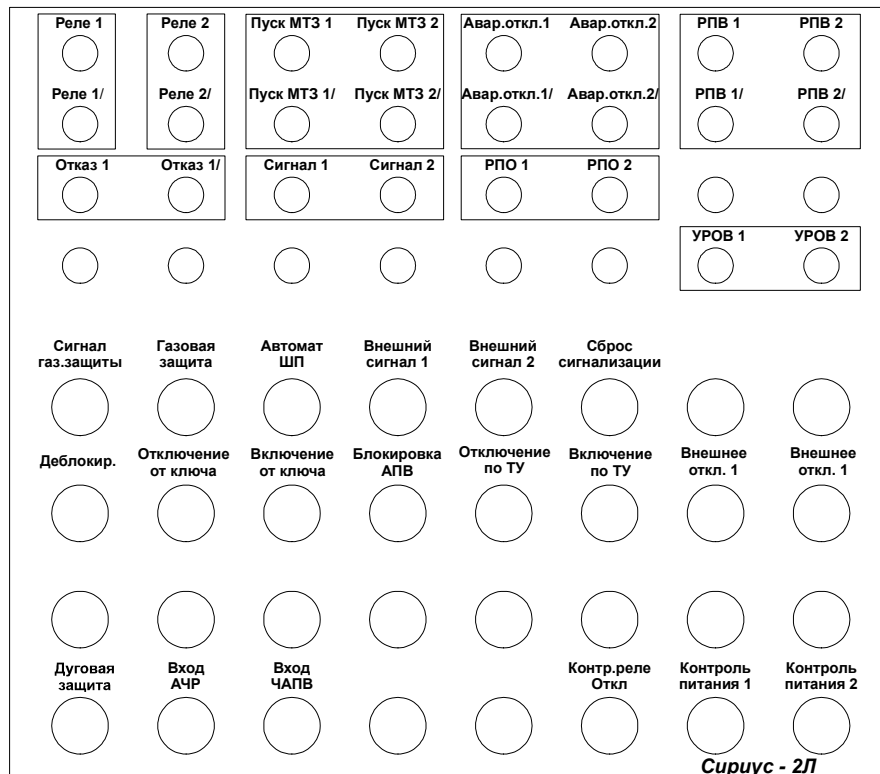 Реле 1 Реле 2 Пуск МТЗ 1 Пуск МТЗ 2 Авар.откл.1 Авар.откл.2 РПВ 1 РПВ 2
Реле 1/ Реле 2/ Пуск МТЗ 1/ Пуск МТЗ 2/ Авар.откл.1/ Авар.откл.2/ РПВ 1/ РПВ 2/
Отказ 1 Отказ 1/ Сигнал 1 Сигнал 2 РПО 1 РПО 2
УРОВ 1 УРОВ 2
Сигнал Газовая Автомат Внешний Внешний Сброс
газ.защиты защита ШП сигнал 1 сигнал 2 сигнализации
Деблокир. Отключение Включение Блокировка Отключение Включение Внешнее Внешнее
от ключа от ключа АПВ по ТУ по ТУ откл. 1 откл. 1
Дуговая Вход Вход Контр.реле Контроль Контроль
защита АЧР ЧАПВ Откл питания 1 питания 2
Сириус - 2Л